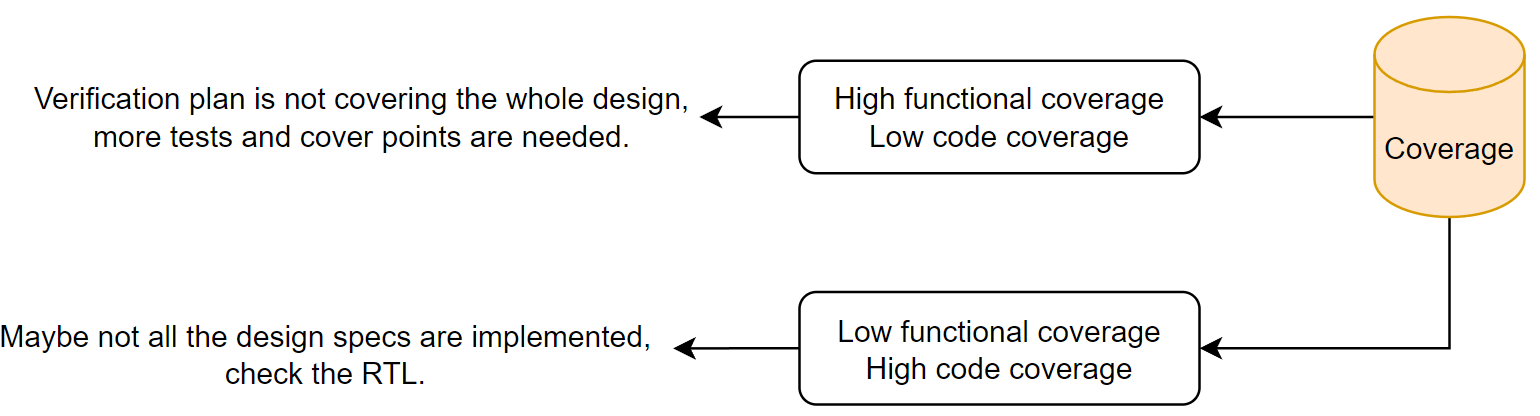 Verification plan is not covering the whole design,
more tests and cover points are needed.
High functional coverage
Low code coverage
Coverage
Maybe not all the design specs are implemented,
check the RTL.
Low functional coverage
High code coverage